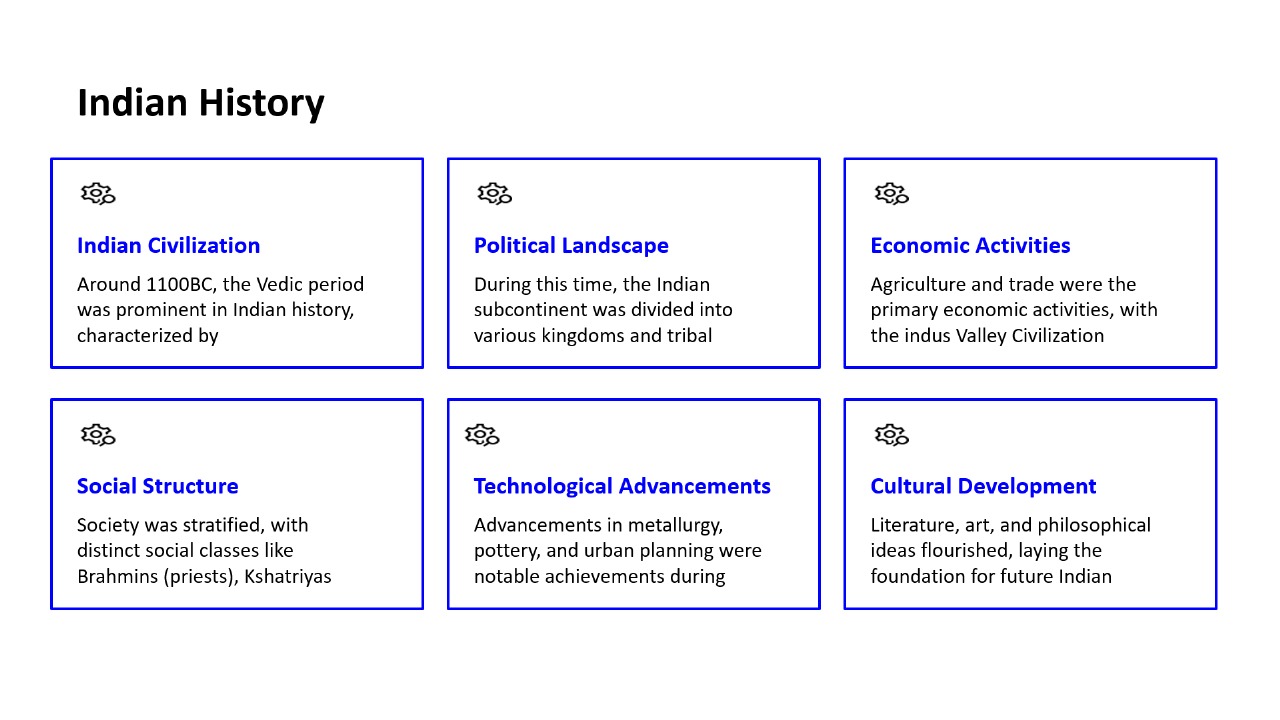 Indian History
Indian Civilization
Around 1100BC, the Vedic period
was prominent in Indian history,
characterized by
Political Landscape
During this time, the Indian
subcontinent was divided into
various kingdoms and tribal
Economic Activities
Agriculture and trade were the
primary economic activities, with
the indus Valley Civilization
Social Structure
Society was stratified, with
distinct social classes like
Brahmins (priests), Kshatriyas
Technological Advancements
Advancements in metallurgy,
pottery, and urban planning were
notable achievements during
Cultural Development
Literature, art, and philosophical
ideas flourished, laying the
foundation for future Indian